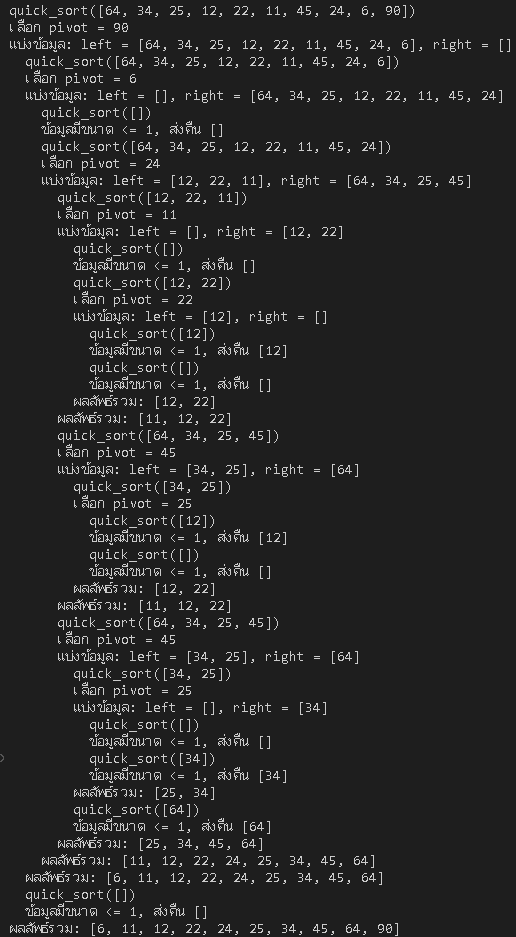 quick_sort([64, 34, 25, 12, 22, 11, 45, 24, 6, 90])
เลือก pivot = 90
แบ่งข้อมูล: left = [64, 34, 25, 12, 22, 11, 45, 24, 6], right = []
quick_sort([64, 34, 25, 12, 22, 11, 45, 24, 6])
เลือก pivot = 6
แบ่งข้อมูล: left = [], right = [64, 34, 25, 12, 22, 11, 45, 24]
quick_sort([])
ข้อมูลมีขนาด <= 1, ส่งคืน []
quick_sort([64, 34, 25, 12, 22, 11, 45, 24])
เลือก pivot = 24
แบ่งข้อมูล: left = [12, 22, 11], right = [64, 34, 25, 45]
quick_sort([12, 22, 11])
เลือก pivot = 11
แบ่งข้อมูล: left = [], right = [12, 22]
quick_sort([])
ข้อมูลมีขนาด <= 1, ส่งคืน []
quick_sort([12, 22])
เลือก pivot = 22
แบ่งข้อมูล: left = [12], right = []
quick_sort([12])
ข้อมูลมีขนาด <= 1, ส่งคืน [12]
quick_sort([])
ข้อมูลมีขนาด <= 1, ส่งคืน []
ผลลัพธ์รวม: [12, 22]
ผลลัพธ์รวม: [11, 12, 22]
quick_sort([64, 34, 25, 45])
เลือก pivot = 45
แบ่งข้อมูล: left = [34, 25], right = [64]
quick_sort([34, 25])
เลือก pivot = 25
quick_sort([12])
ข้อมูลมีขนาด <= 1, ส่งคืน [12]
quick_sort([])
ข้อมูลมีขนาด <= 1, ส่งคืน []
ผลลัพธ์รวม: [12, 22]
ผลลัพธ์รวม: [11, 12, 22]
quick_sort([64, 34, 25, 45])
เลือก pivot = 45
แบ่งข้อมูล: left = [34, 25], right = [64]
quick_sort([34, 25])
เลือก pivot = 25
แบ่งข้อมูล: left = [], right = [34]
quick_sort([])
ข้อมูลมีขนาด <= 1, ส่งคืน []
quick_sort([34])
ข้อมูลมีขนาด <= 1, ส่งคืน [34]
ผลลัพธ์รวม: [25, 34]
quick_sort([64])
ข้อมูลมีขนาด <= 1, ส่งคืน [64]
ผลลัพธ์รวม: [25, 34, 45, 64]
ผลลัพธ์รวม: [11, 12, 22, 24, 25, 34, 45, 64]
ผลลัพธ์รวม: [6, 11, 12, 22, 24, 25, 34, 45, 64]
quick_sort([])
ข้อมูลมีขนาด <= 1, ส่งคืน []
ผลลัพธ์รวม: [6, 11, 12, 22, 24, 25, 34, 45, 64, 90]